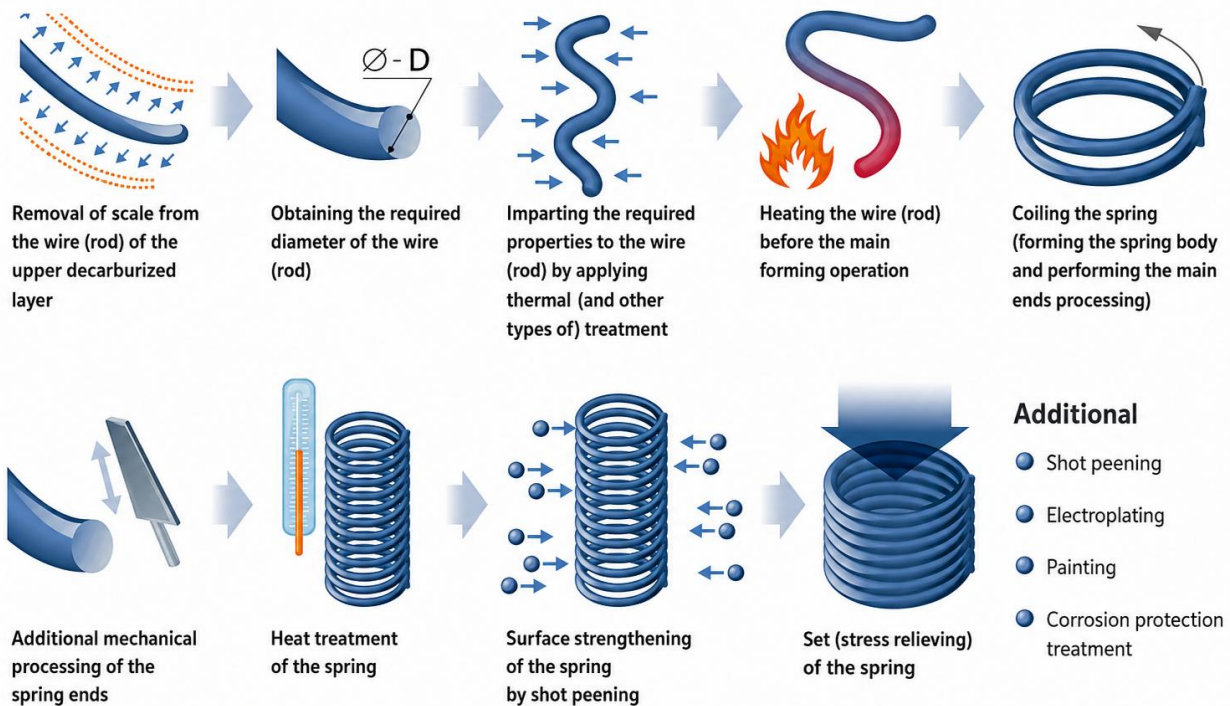 Ø - D
Removal of scale from
the wire (rod) of the
upper decarburized
layer
Obtaining the required
diameter of the wire
(rod)
Imparting the required
properties to the wire
(rod) by applying
thermal (and other
types of) treatment
Heating the wire (rod)
before the main
forming operation
Coiling the spring
(forming the spring body
and performing the main
ends processing)
Additional mechanical
processing of the
spring ends
Heat treatment
of the spring
Surface strengthening
of the spring
by shot peening
Set (stress relieving)
of the spring
Additional
Shot peening
Electroplating
Painting
Corrosion protection
treatment